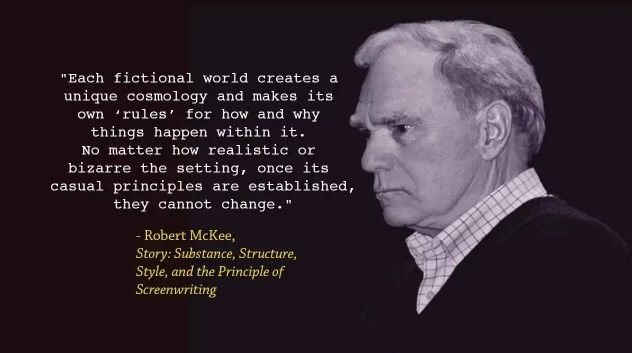 "Each fictional world creates a
unique cosmology and makes its
own ‘rules’ for how and why
things happen within it.
No matter how realistic or
bizarre the setting, once its
casual principles are established,
they cannot change."
- Robert McKee,
Story: Substance, Structure,
Style, and the Principle of
Screenwriting